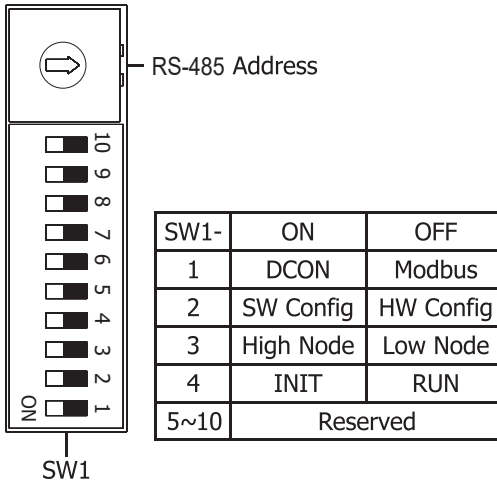 RS-485 Address
10
9
8
7
6
5
4
3
2
1
ON
SW1
SW1- ON OFF
1 DCON Modbus
2 SW Config HW Config
3 High Node Low Node
4 INIT RUN
5~10 Reserved